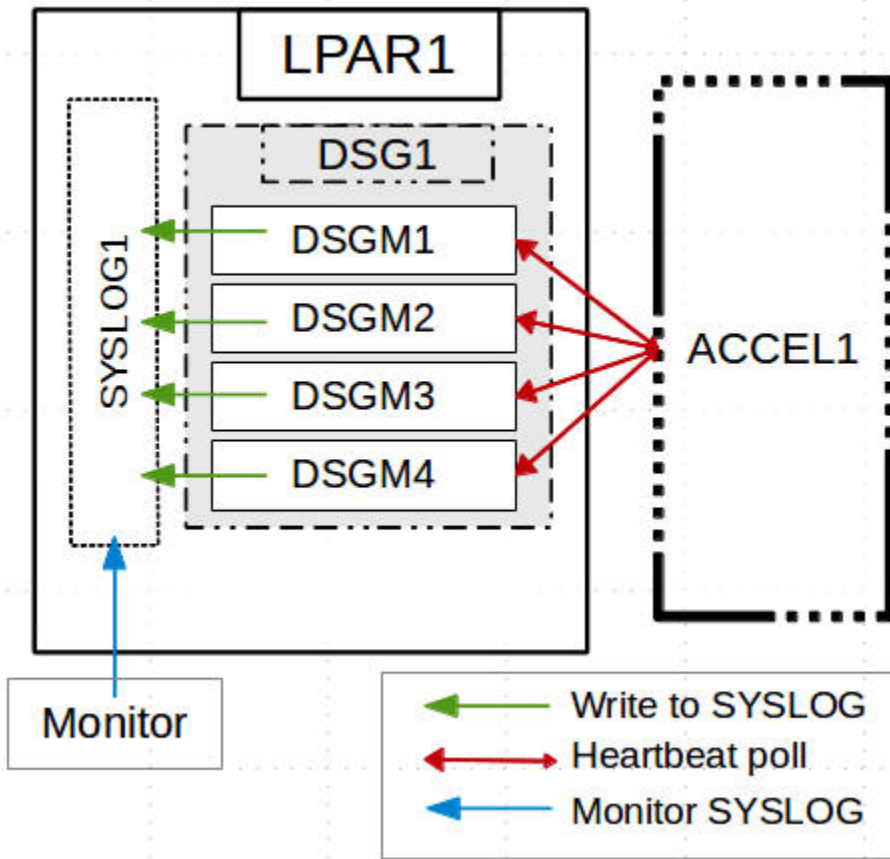 LPAR1
DSG1
SYSLOG1
DSGM1
DSGM2
DSGM3
DSGM4
ACCEL1
Monitor
Write to SYSLOG
Heartbeat poll
Monitor SYSLOG